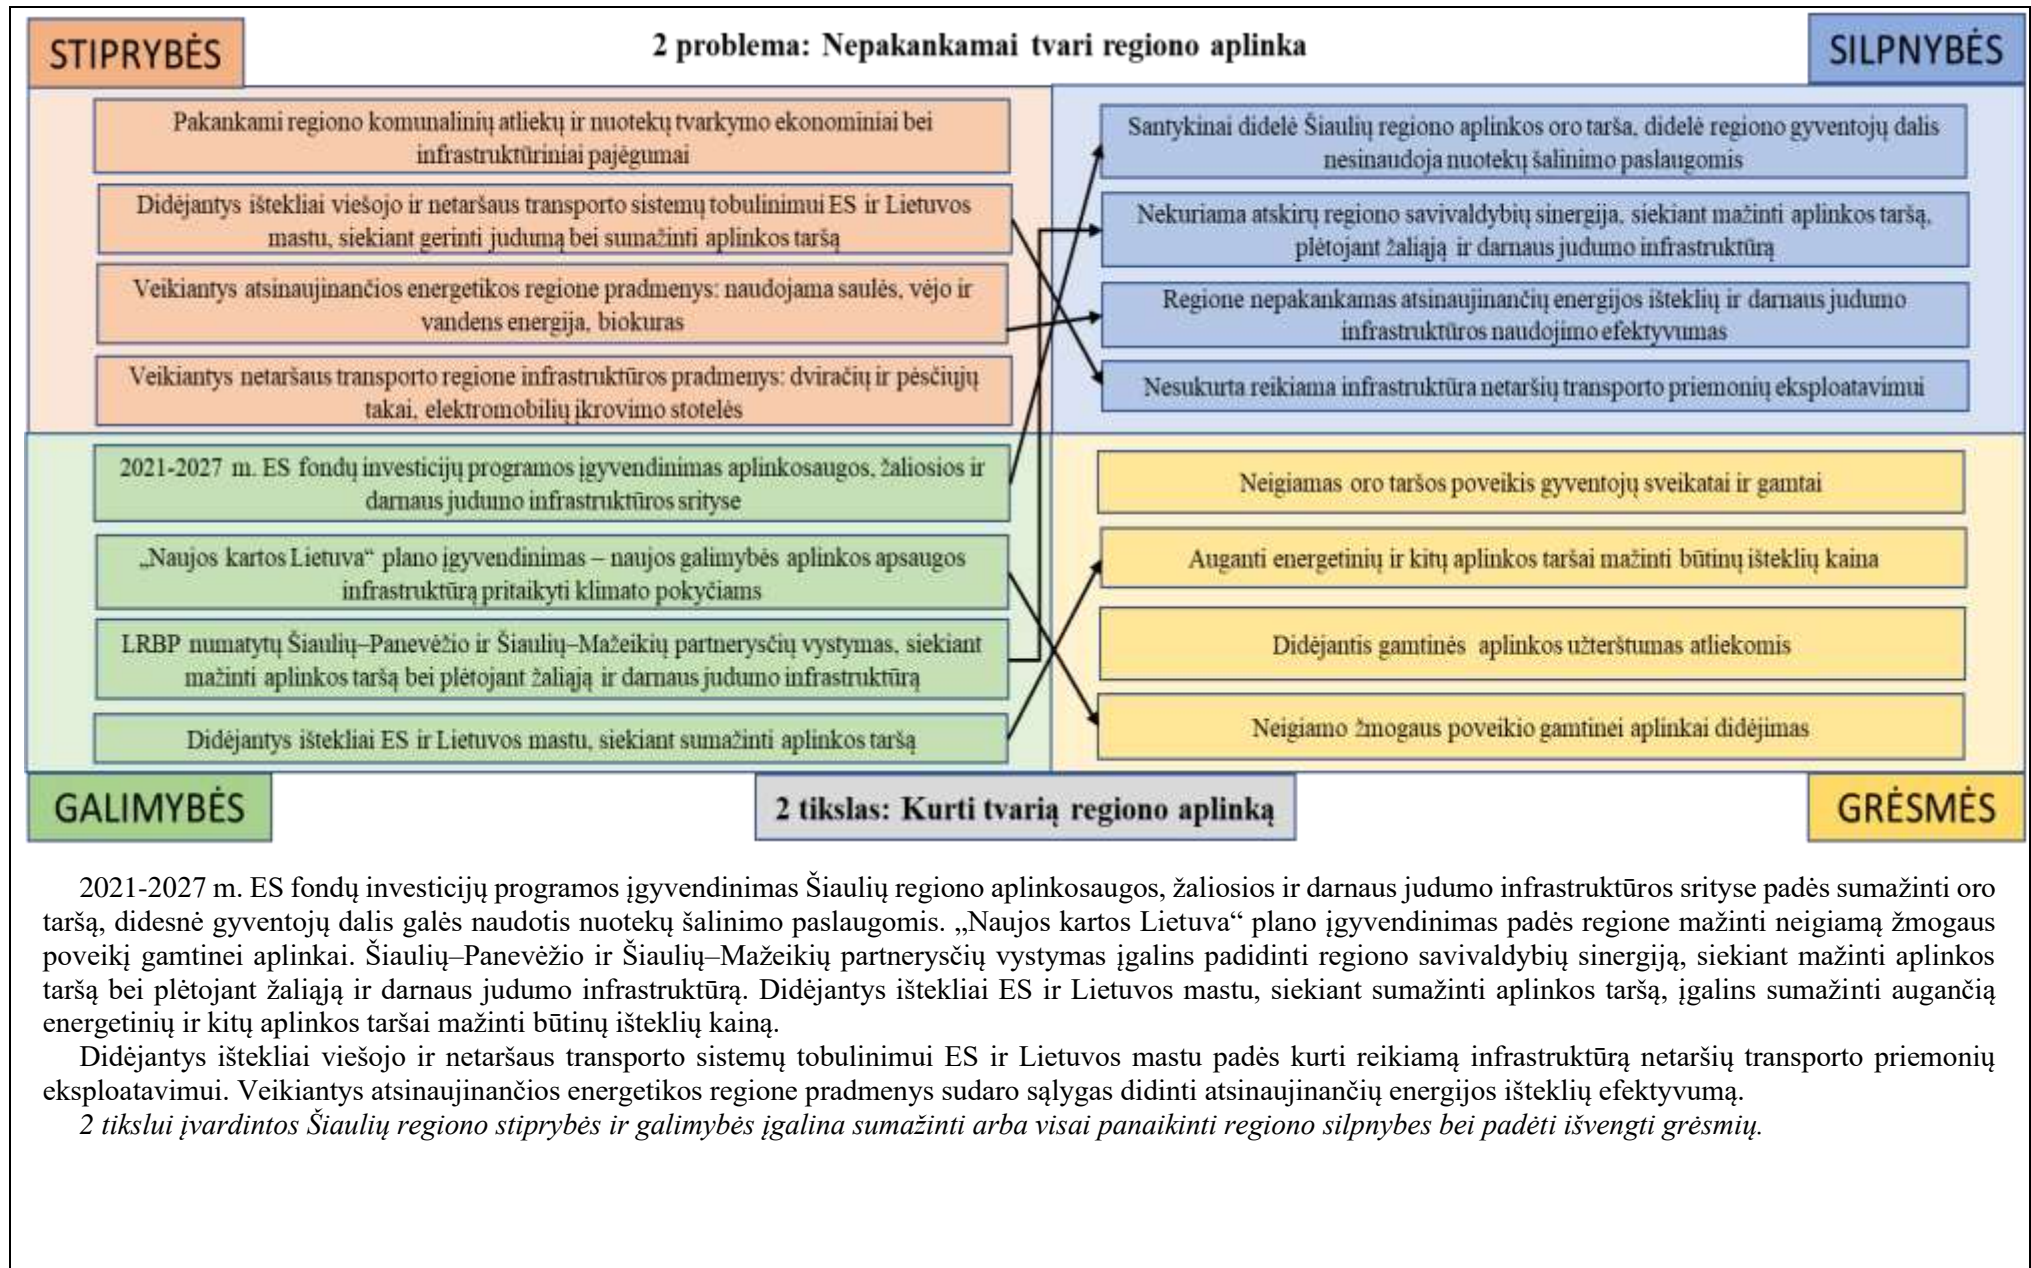 STIPRYBĖS
2 problema: Nepakankamai tvari regiono aplinka
SILPNYBĖS
Pakankami regiono komunalinių atliekų ir nuotekų tvarkymo ekonominiai bei
infrastruktūriniai pajėgumai
Didėjantys ištekliai viešojo ir netaršaus transporto sistemų tobulinimui ES ir Lietuvos
mastu, siekiant gerinti judumą bei sumažinti aplinkos taršą
Veikiantys atsinaujinančios energetikos regione pradmenys: naudojama saulės, vėjo ir
vandens energija, biokuras
Veikiantys netaršaus transporto regione infrastruktūros pradmenys: dviračių ir pėsčiųjų
takai, elektromobilių įkrovimo stotelės
Santykinai didelė Šiaulių regiono aplinkos oro tarša, didelė regiono gyventojų dalis
nesinaudoja nuotekų šalinimo paslaugomis
Nekuriama atskirų regiono savivaldybių sinergija, siekiant mažinti aplinkos taršą,
plėtojant žaliąją ir darnaus judumo infrastruktūrą
Regione nepakankamas atsinaujinančių energijos išteklių ir darnaus judumo
infrastruktūros naudojimo efektyvumas
Nesukurta reikiama infrastruktūra netaršių transporto priemonių eksploatavimui
2021-2027 m. ES fondų investicijų programos įgyvendinimas aplinkosaugos, žaliosios ir
darnaus judumo infrastruktūros srityse
„Naujos kartos Lietuva“ plano įgyvendinimas – naujos galimybės aplinkos apsaugos
infrastruktūrą pritaikyti klimato pokyčiams
LRBP numatytų Šiaulių–Panevėžio ir Šiaulių–Mažeikių partnerysčių vystymas, siekiant
mažinti aplinkos taršą bei plėtojant žaliąją ir darnaus judumo infrastruktūrą
Didėjantys ištekliai ES ir Lietuvos mastu, siekiant sumažinti aplinkos taršą
Neigiamas oro taršos poveikis gyventojų sveikatai ir gamtai
Auganti energetinių ir kitų aplinkos taršai mažinti būtinų išteklių kaina
Didėjantis gamtinės aplinkos užterštumas atliekomis
Neigiamo žmogaus poveikio gamtinei aplinkai didėjimas
GALIMYBĖS
2 tikslas: Kurti tvarią regiono aplinką
GRĖSMĖS
2021-2027 m. ES fondų investicijų programos įgyvendinimas Šiaulių regiono aplinkosaugos, žaliosios ir darnaus judumo infrastruktūros srityse padės sumažinti oro
taršą, didesnė gyventojų dalis galės naudotis nuotekų šalinimo paslaugomis. „Naujos kartos Lietuva“ plano įgyvendinimas padės regione mažinti neigiamą žmogaus
poveikį gamtinei aplinkai. Šiaulių–Panevėžio ir Šiaulių–Mažeikių partnerysčių vystymas įgalins padidinti regiono savivaldybių sinergiją, siekiant mažinti aplinkos
taršą bei plėtojant žaliąją ir darnaus judumo infrastruktūrą. Didėjantys ištekliai ES ir Lietuvos mastu, siekiant sumažinti aplinkos taršą, įgalins sumažinti augančią
energetinių ir kitų aplinkos taršai mažinti būtinų išteklių kainą.
Didėjantys ištekliai viešojo ir netaršaus transporto sistemų tobulinimui ES ir Lietuvos mastu padės kurti reikiamą infrastruktūrą netaršių transporto priemonių
eksploatavimui. Veikiantys atsinaujinančios energetikos regione pradmenys sudaro sąlygas didinti atsinaujinančių energijos išteklių efektyvumą.
2 tikslui įvardintos Šiaulių regiono stiprybės ir galimybės įgalina sumažinti arba visai panaikinti regiono silpnybes bei padėti išvengti grėsmių.